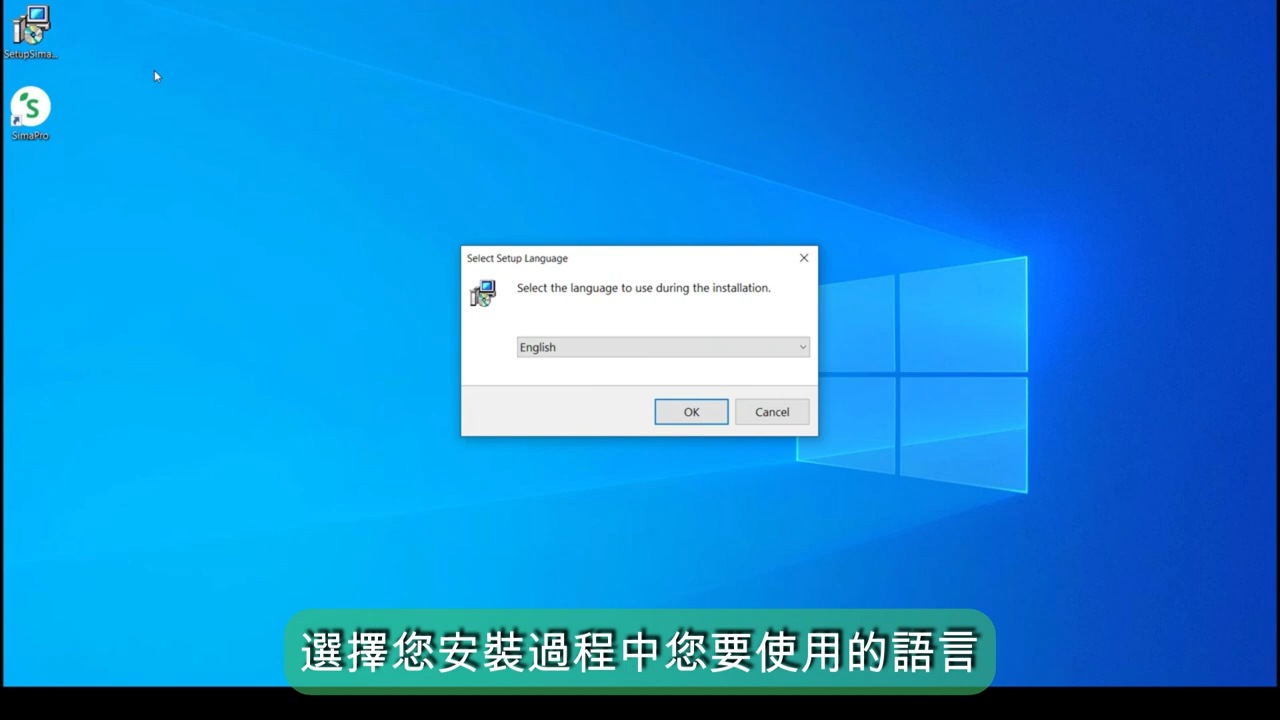 SetupSima...
SimaPro
Select Setup Language
Select the language to use during the installation.
English
OK
Cancel
選擇您安裝過程中您要使用的語言